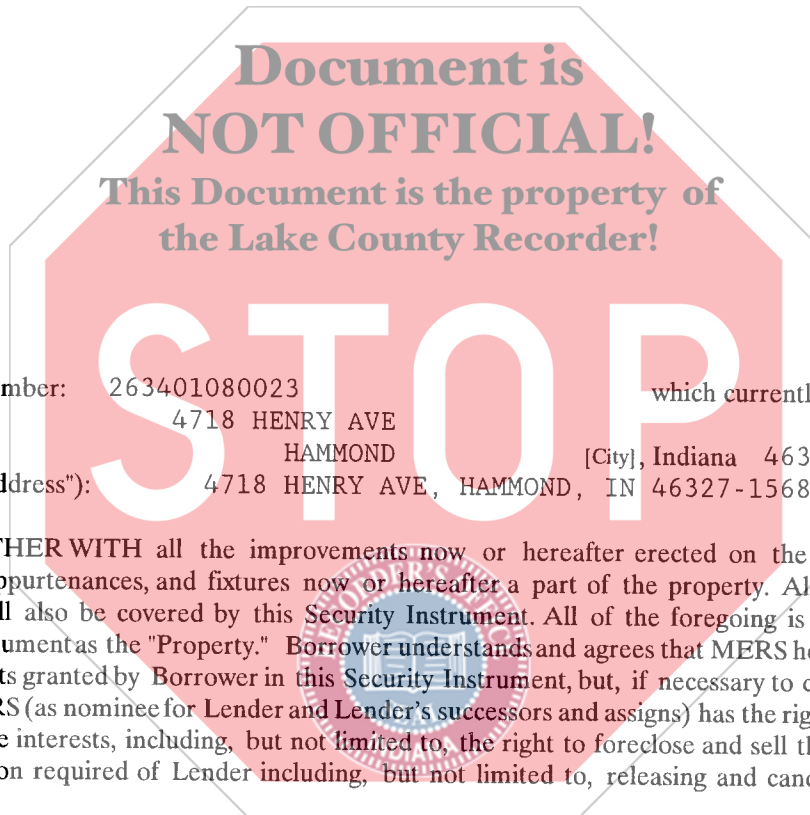 Document is
NOT OFFICIAL!
This Document is the property of
the Lake County Recorder!
STOP
mber: 263401080023 which currentl
4718 HENRY AVE
HAMMOND [City], Indiana 463
ddress"): 4718 HENRY AVE, HAMMOND, IN 46327-1568
THER WITH all the improvements now or hereafter erected on the
ppurtenances, and fixtures now or hereafter a part of the property. Al
ll also be covered by this Security Instrument. All of the foregoing is
ument as the "Property." Borrower understands and agrees that MERS ho
ts granted by Borrower in this Security Instrument, but, if necessary to c
RS (as nominee for Lender and Lender's successors and assigns) has the rig
e interests, including, but not limited to, the right to foreclose and sell th
on required of Lender including, but not limited to, releasing and canc
INDIANA